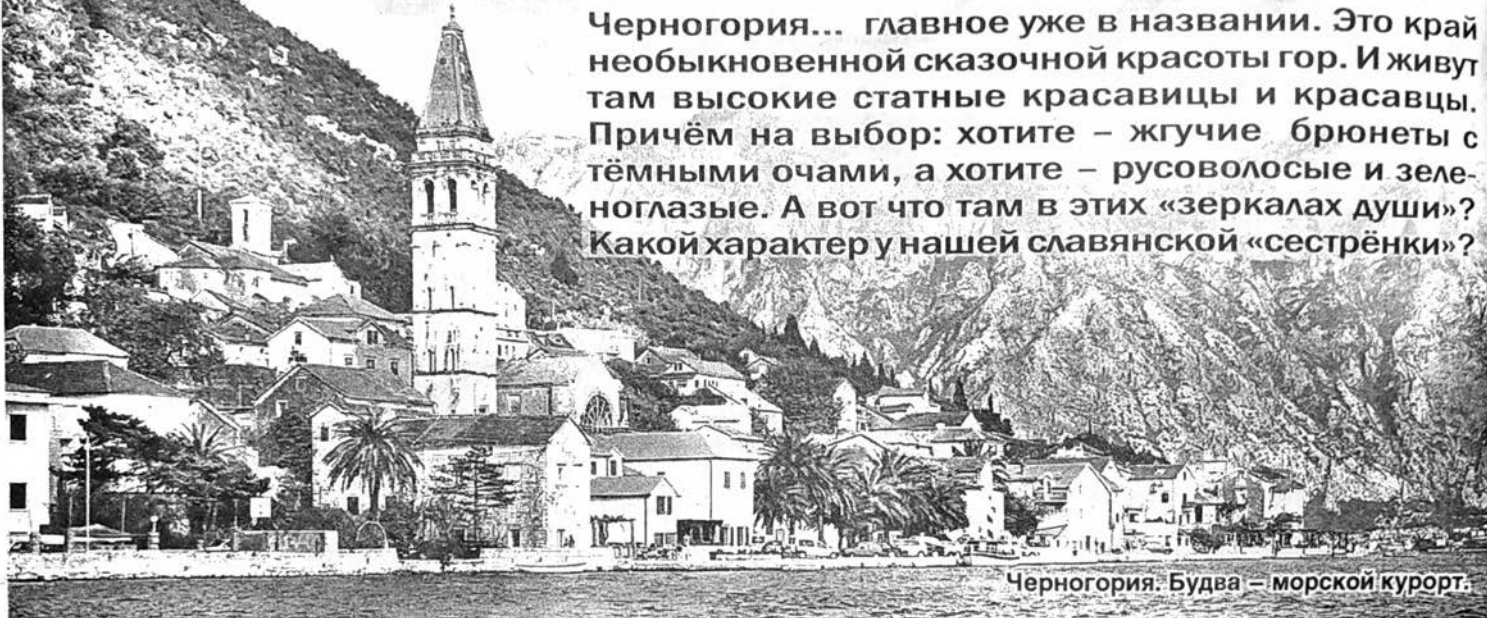 Черногория... главное уже в названии. Это край
необыкновенной сказочной красоты гор. И живут
там высокие статные красавицы и красавцы.
Причём на выбор: хотите – жгучие брюнеты с
тёмными очами, а хотите – русоволосые и зеле-
ноглазые. А вот что там в этих «зеркалах души»?
Какой характер у нашей славянской «сестрёнки»?
Черногория. Будва – морской курорт.